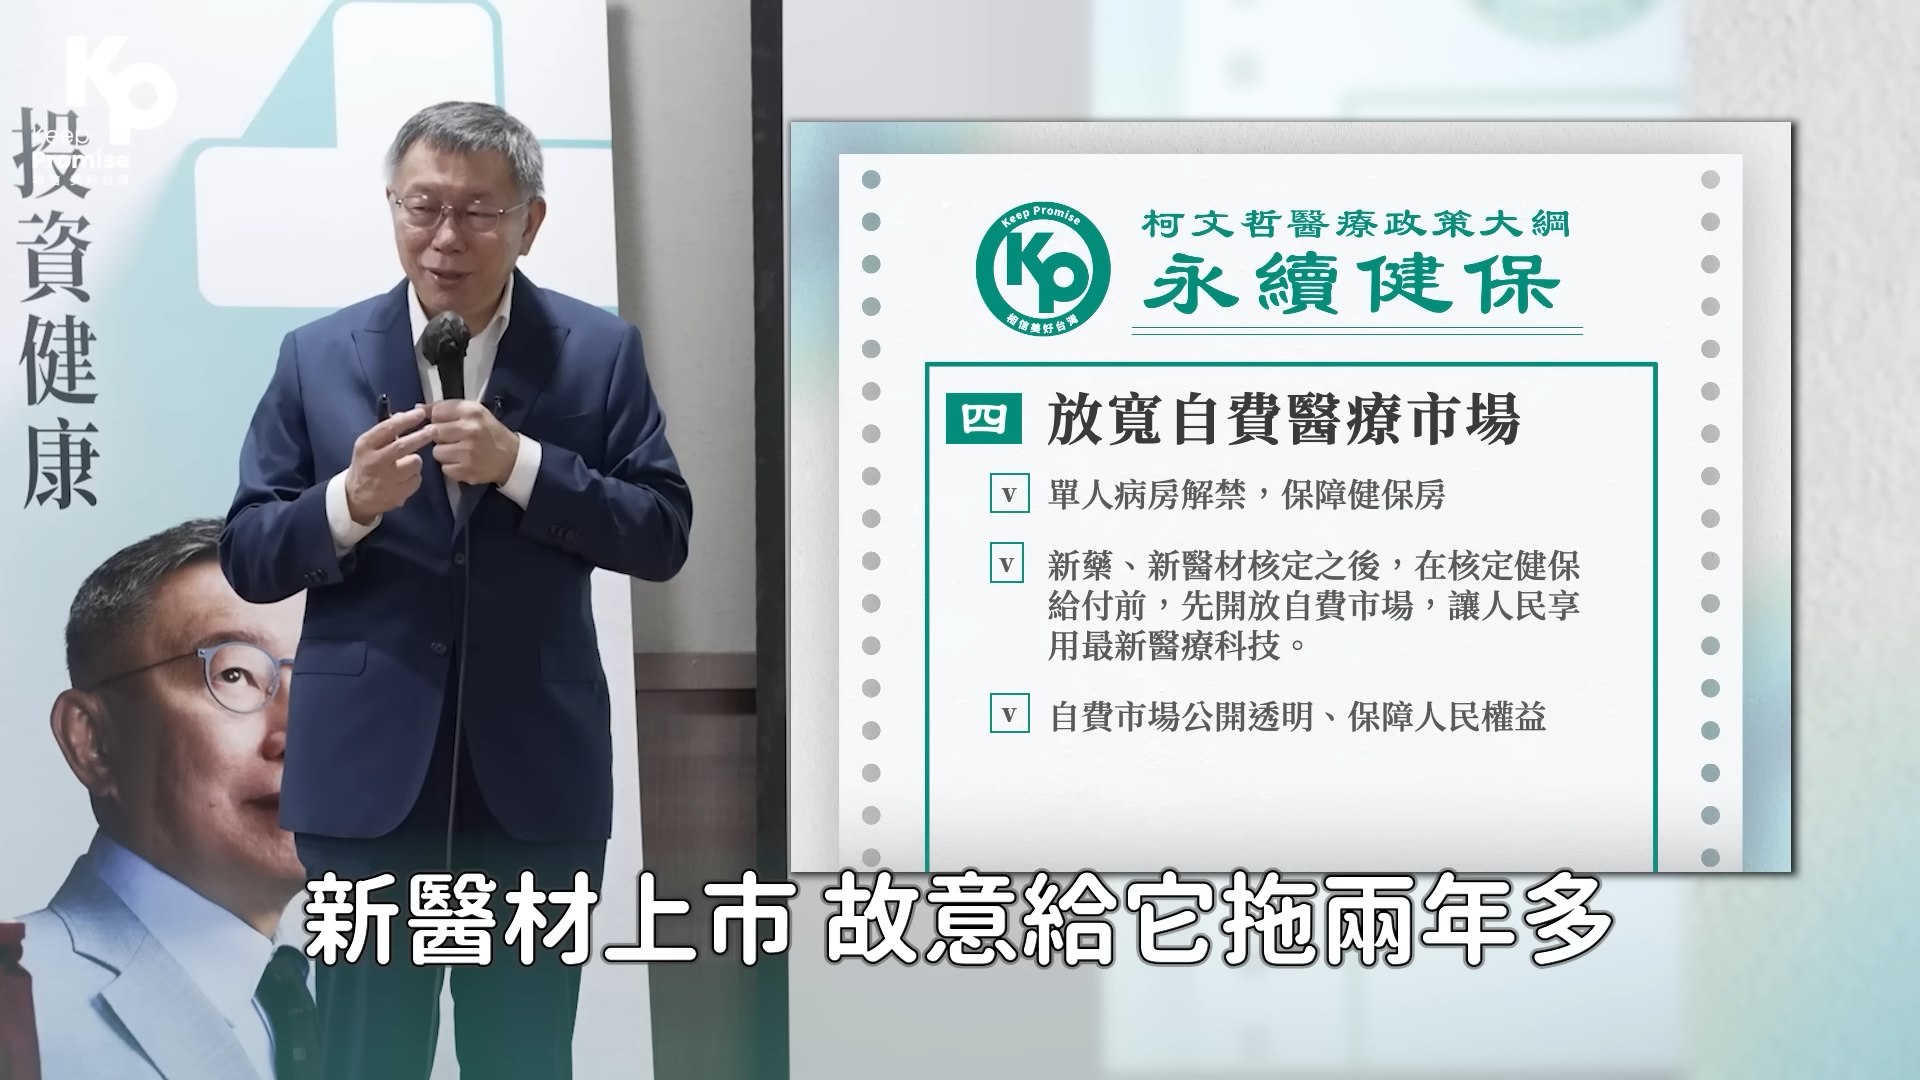 Kp
Keep
Promise
投資健康
Keep Promise
Kp
相信美好台灣
柯文哲醫療政策大綱
永續健保
四 放寬自費醫療市場
v 單人病房解禁，保障健保房
v 新藥、新醫材核定之後，在核定健保
給付前，先開放自費市場，讓人民享
用最新醫療科技。
v 自費市場公開透明、保障人民權益
新醫材上市 故意給它拖兩年多